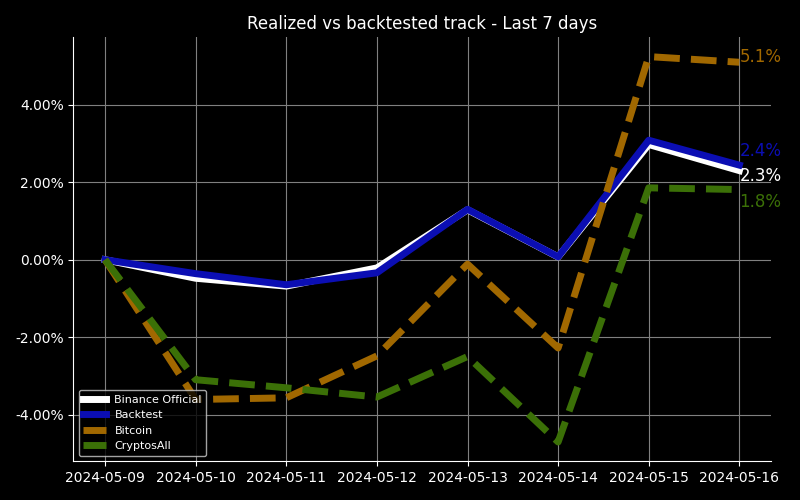 Realized vs backtested track - Last 7 days
5.1%
4.00%
2.4%
2.00%
2.3%
1.8%
0.00%
-2.00%
-4.00%
Binance Official
Backtest
Bitcoin
CryptosAll
2024-05-09 2024-05-10 2024-05-11 2024-05-12 2024-05-13 2024-05-14 2024-05-15 2024-05-16